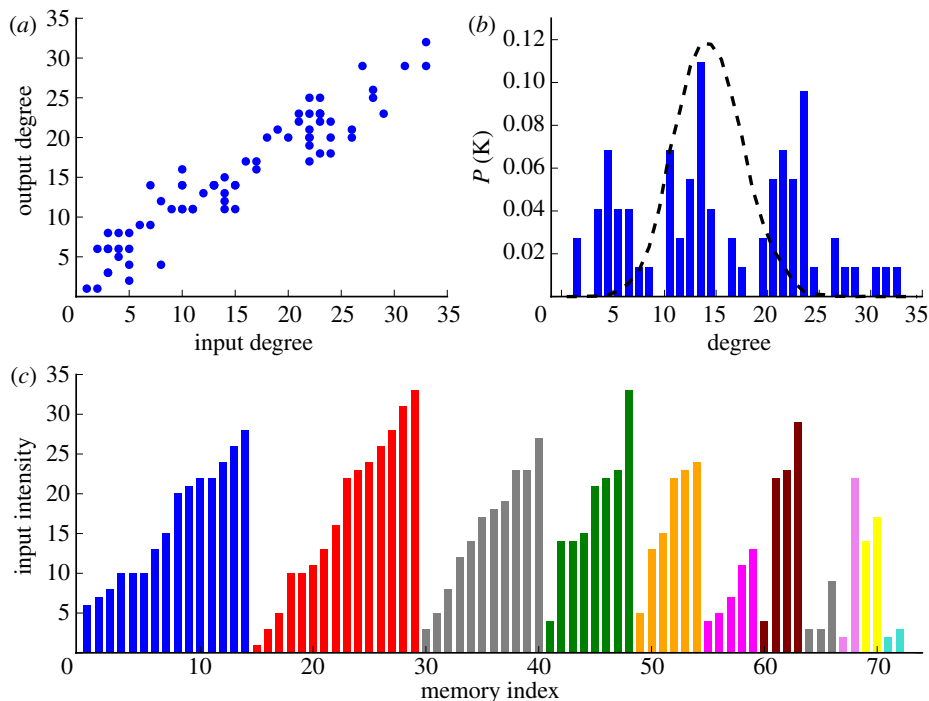 (a)
35
30
25
20
15
10
5
0
5 10 15 20 25 30 35
output degree
input degree
(b)
0.12
0.10
0.08
0.06
0.04
0.02
0
5 10 15 20 25 30 35
P (K)
degree
(c)
35
30
25
20
15
10
5
0
10 20 30 40 50 60 70
input intensity
memory index